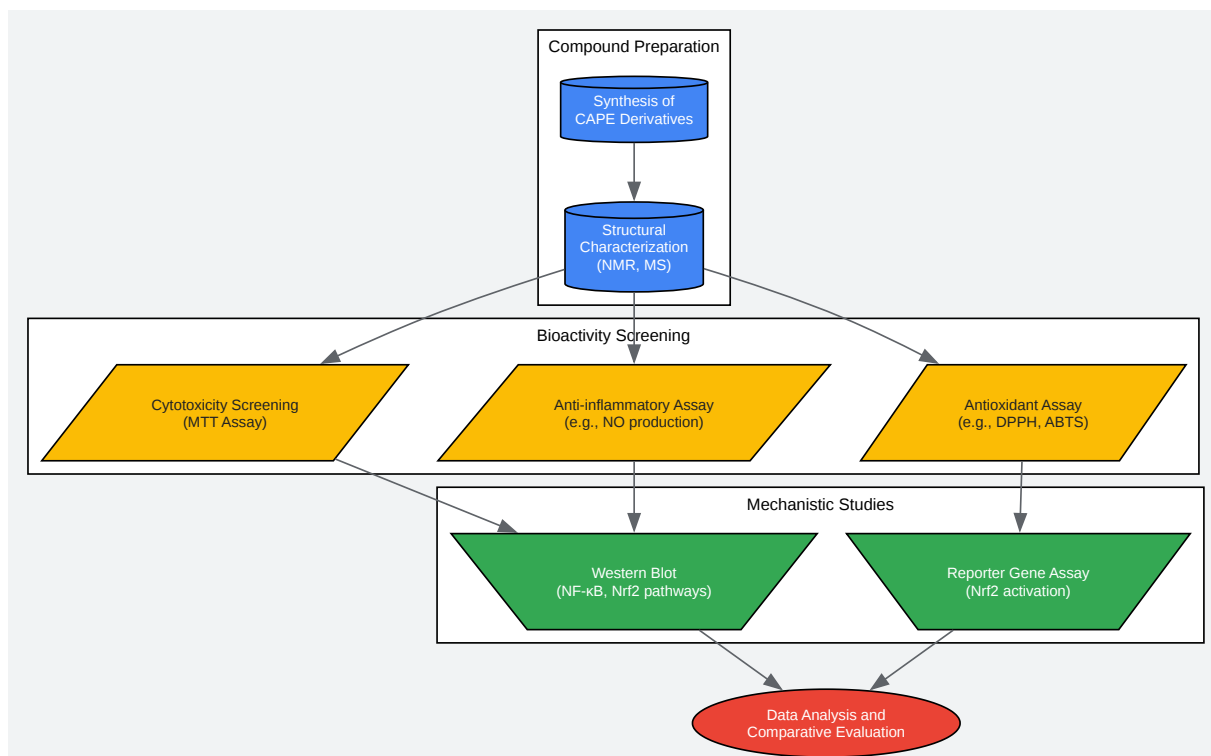 Compound Preparation
Synthesis of
CAPE Derivatives
Structural
Characterization
(NMR, MS)
Bioactivity Screening
Cytotoxicity Screening
(MTT Assay)
Anti-inflammatory Assay
(e.g., NO production)
Antioxidant Assay
(e.g., DPPH, ABTS)
Mechanistic Studies
Western Blot
(NF-κB, Nrf2 pathways)
Reporter Gene Assay
(Nrf2 activation)
Data Analysis and
Comparative Evaluation